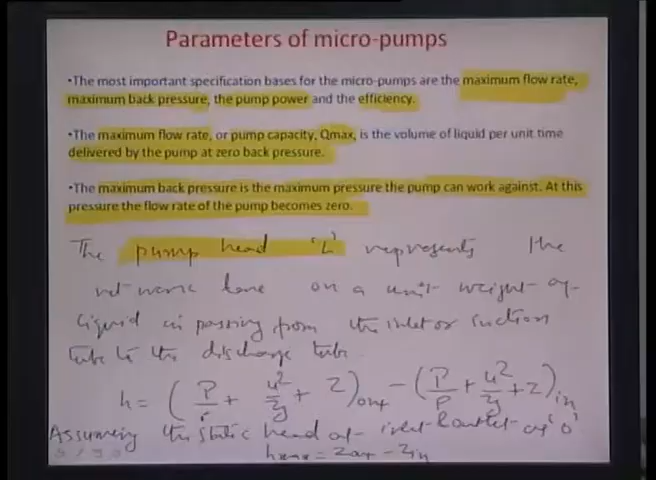 Parameters of micro-pumps
•The most important specification bases for the micro-pumps are the maximum flow rate,
maximum back pressure, the pump power and the efficiency.
•The maximum flow rate, or pump capacity, Qmax, is the volume of liquid per unit time
delivered by the pump at zero back pressure.
•The maximum back pressure is the maximum pressure the pump can work against. At this
pressure the flow rate of the pump becomes zero.
The pump head 'L' represents the
net work done on a unit weight of
liquid in passing from the inlet or suction
tube to the discharge tube
h = ( P/r + u²/2g + Z)out - (P/ρ + u²/2g + Z)in
Assuming the static head at inlet & outlet at '0'
hmax = Zout - Zin